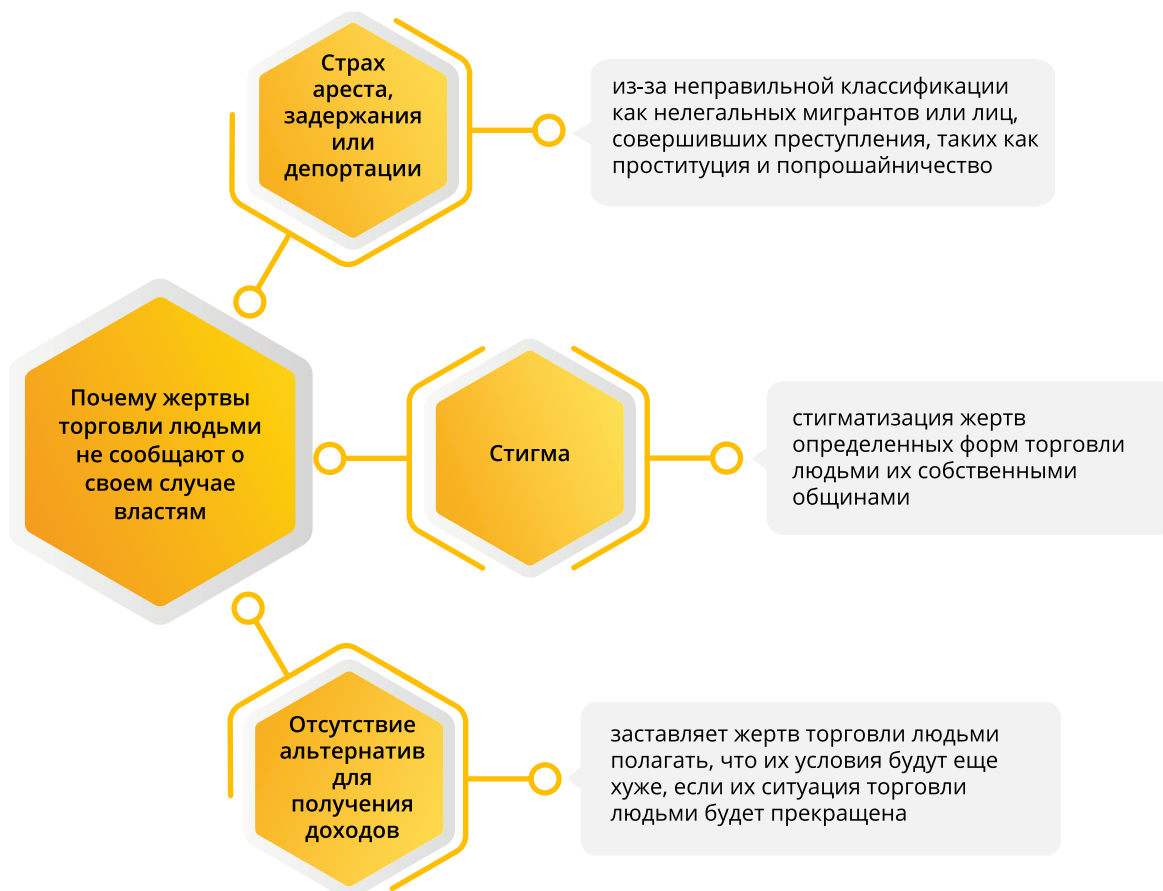 Страх
ареста,
задержания
или
депортации
из-за неправильной классификации
как нелегальных мигрантов или лиц,
совершивших преступления, таких как
проституция и попрошайничество
Почему жертвы
торговли людьми
не сообщают о
своем случае
властям
Стигма
стигматизация жертв
определенных форм торговли
людьми их собственными
общинами
Отсутствие
альтернатив
для
получения
доходов
заставляет жертв торговли людьми
полагать, что их условия будут еще
хуже, если их ситуация торговли
людьми будет прекращена